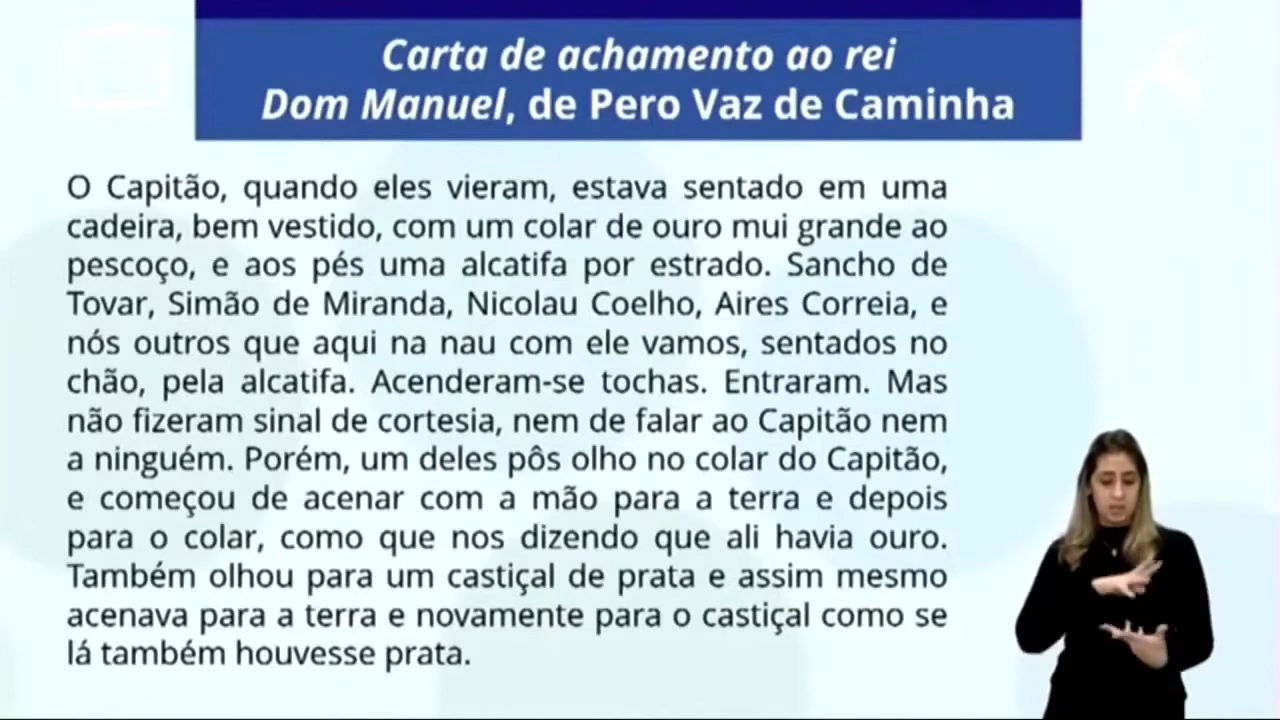 Carta de achamento ao rei
Dom Manuel, de Pero Vaz de Caminha
O Capitão, quando eles vieram, estava sentado em uma
cadeira, bem vestido, com um colar de ouro mui grande ao
pescoço, e aos pés uma alcatifa por estrado. Sancho de
Tovar, Simão de Miranda, Nicolau Coelho, Aires Correia, e
nós outros que aqui na nau com ele vamos, sentados no
chão, pela alcatifa. Acenderam-se tochas. Entraram. Mas
não fizeram sinal de cortesia, nem de falar ao Capitão nem
a ninguém. Porém, um deles pôs olho no colar do Capitão,
e começou de acenar com a mão para a terra e depois
para o colar, como que nos dizendo que ali havia ouro.
Também olhou para um castiçal de prata e assim mesmo
acenava para a terra e novamente para o castiçal como se
lá também houvesse prata.